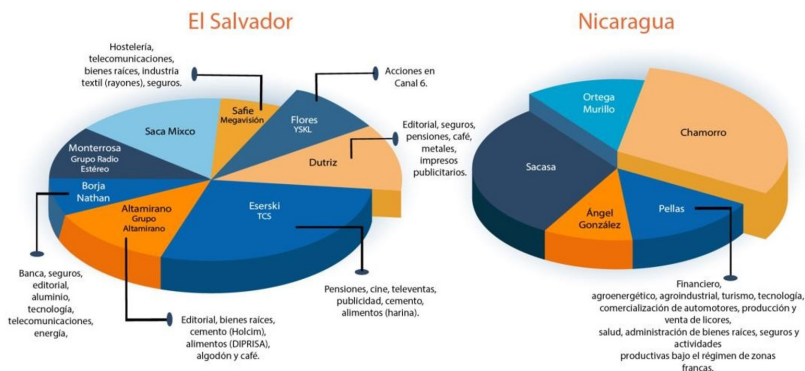 El Salvador
Hostelería,
telecomunicaciones,
bienes raíces, industria
textil (rayones), seguros.
Acciones en
Canal 6.
Safie
Megavisión
Flores
YSKL
Saca Mixco
Editorial, seguros,
pensiones, café,
metales,
impresos
publicitarios.
Dutriz
Monterrosa
Grupo Radio
Estéreo
Borja
Nathan
Altamirano
Grupo
Altamirano
Eserski
TCS
Banca, seguros,
editorial,
aluminio,
tecnología,
telecomunicaciones,
energía,
Editorial, bienes raíces,
cemento (Holcim),
alimentos (DIPRISA),
algodón y café.
Pensiones, cine, televentas,
publicidad, cemento,
alimentos (harina).
Nicaragua
Ortega
Murillo
Chamorro
Sacasa
Ángel
González
Pellas
Financiero,
agroenergético, agroindustrial, turismo, tecnología,
comercialización de automotores, producción y
venta de licores,
salud, administración de bienes raíces, seguros y
actividades
productivas bajo el régimen de zonas
francas.